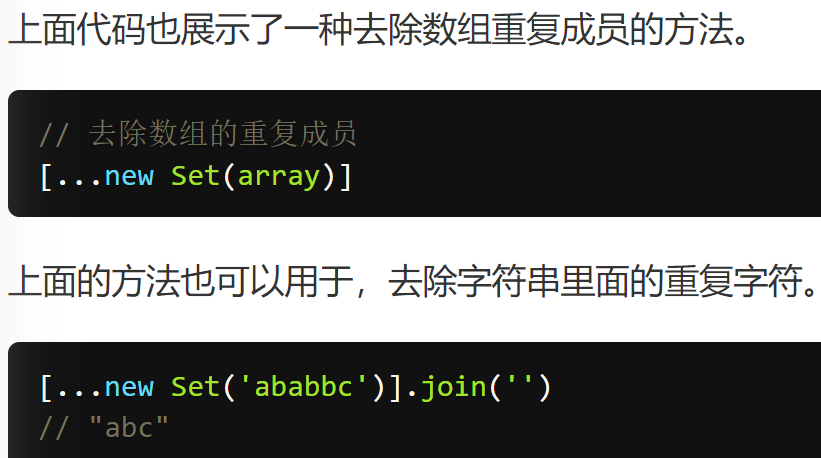 上面代码也展示了一种去除数组重复成员的方法。
// 去除数组的重复成员
[...new Set(array)]
上面的方法也可以用于，去除字符串里面的重复字符。
[...new Set('ababbc')].join('')
// "abc"